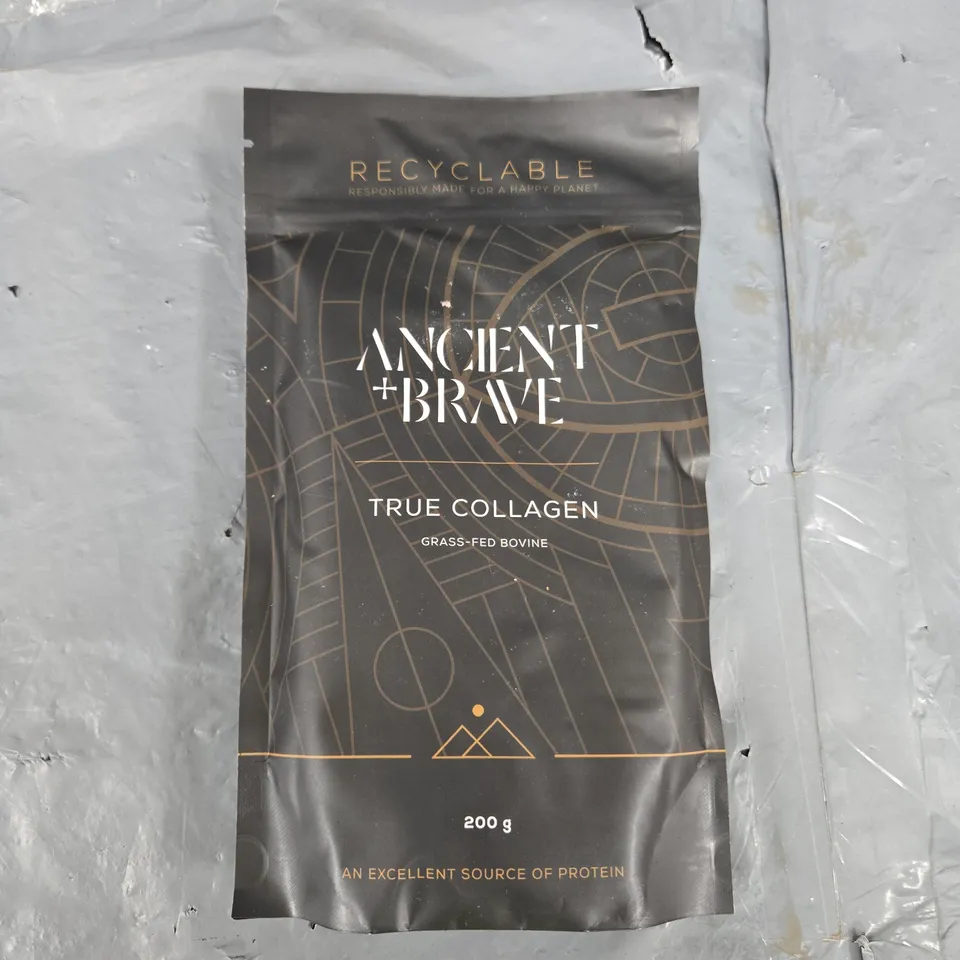 RECYCLABLE
RESPONSIBLY MADE FOR A HAPPY PLANET
ANCIENT
+BRAVE
TRUE COLLAGEN
GRASS-FED BOVINE
200 g
AN EXCELLENT SOURCE OF PROTEIN